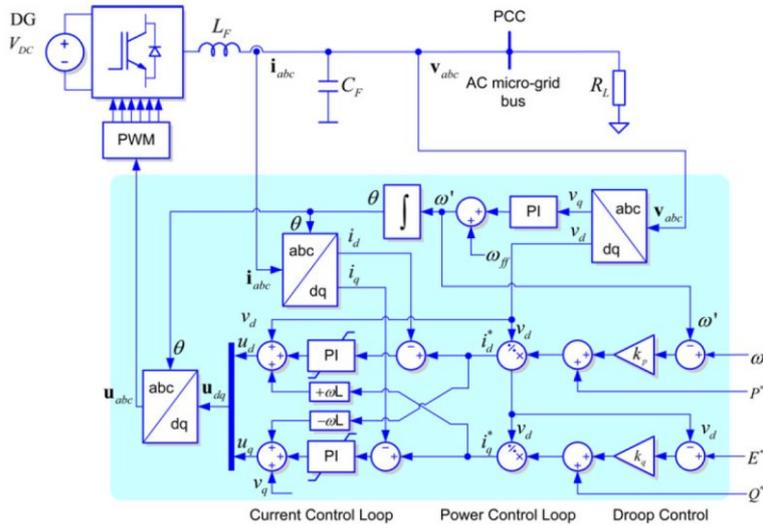 DG
V_DC
L_F
i_abc
C_F
v_abc
PCC
AC micro-grid
bus
R_L
PWM
θ
∫
ω'
PI
v_q
abc
dq
v_d
v_abc
ω_ff
θ
abc
dq
i_d
i_q
i_abc
v_d
u_d
PI
i_d*
v_d
÷
×
k_p
ω'
ω
P*
θ
abc
dq
u_abc
u_dq
+ωL
−ωL
u_q
PI
v_q
i_q*
v_d
÷
×
k_q
v_d
E*
Q*
Current Control Loop
Power Control Loop
Droop Control